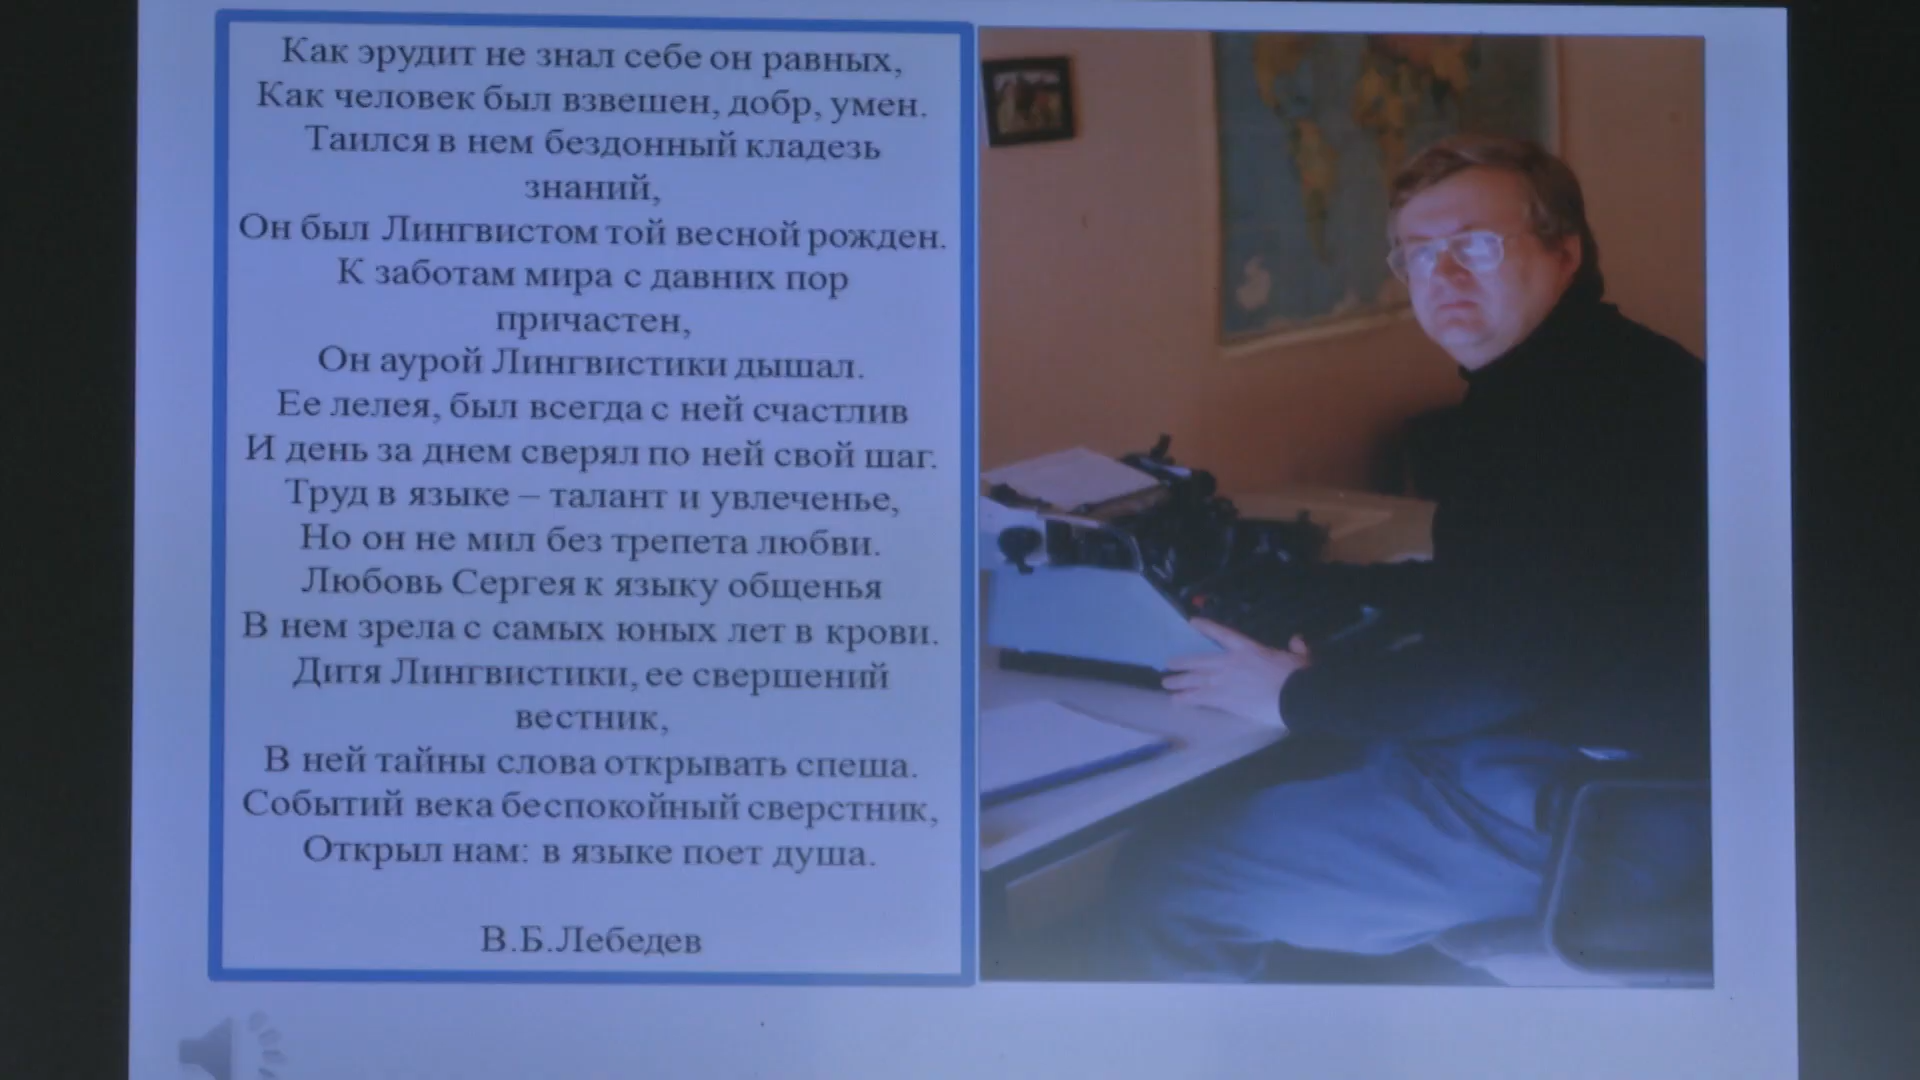 Как эрудит не знал себе он равных,
Как человек был взвешен, добр, умен.
Таился в нем бездонный кладезь
знаний,
Он был Лингвистом той весной рожден.
К заботам мира с давних пор
причастен,
Он аурой Лингвистики дышал.
Ее лелея, был всегда с ней счастлив
И день за днем сверял по ней свой шаг.
Труд в языке – талант и увлеченье,
Но он не мил без трепета любви.
Любовь Сергея к языку общенья
В нем зрела с самых юных лет в крови.
Дитя Лингвистики, ее свершений
вестник,
В ней тайны слова открывать спеша.
Событий века беспокойный сверстник,
Открыл нам: в языке поет душа.
В.Б.Лебедев